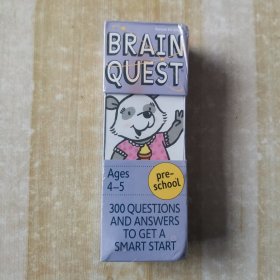 BRAIN
QUEST
Ages
4–5
pre-
school
300 QUESTIONS
AND ANSWERS
TO GET A
SMART START